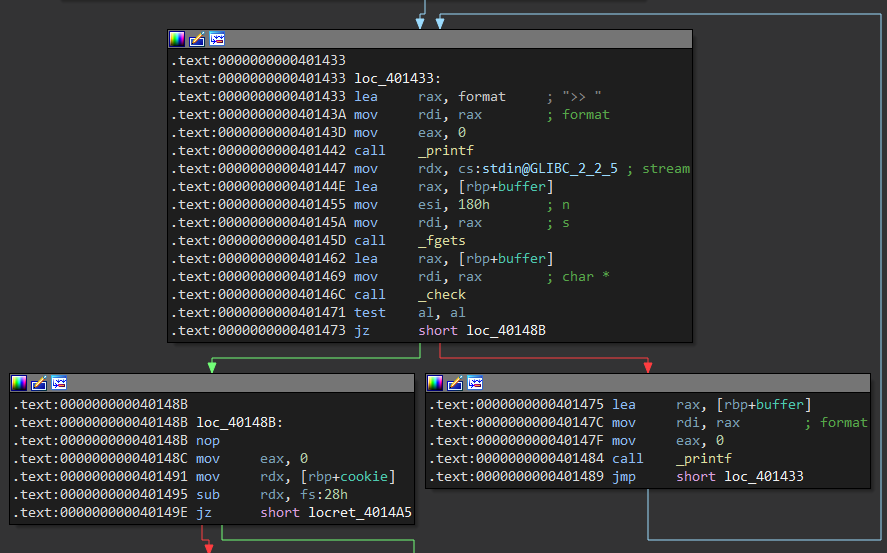 .text:0000000000401433
.text:0000000000401433 loc_401433:
.text:0000000000401433 lea rax, format ; ">> "
.text:000000000040143A mov rdi, rax ; format
.text:000000000040143D mov eax, 0
.text:0000000000401442 call _printf
.text:0000000000401447 mov rdx, cs:stdin@GLIBC_2_2_5 ; stream
.text:000000000040144E lea rax, [rbp+buffer]
.text:0000000000401455 mov esi, 180h ; n
.text:000000000040145A mov rdi, rax ; s
.text:000000000040145D call _fgets
.text:0000000000401462 lea rax, [rbp+buffer]
.text:0000000000401469 mov rdi, rax ; char *
.text:000000000040146C call _check
.text:0000000000401471 test al, al
.text:0000000000401473 jz short loc_40148B
.text:000000000040148B
.text:000000000040148B loc_40148B:
.text:000000000040148B nop
.text:000000000040148C mov eax, 0
.text:0000000000401491 mov rdx, [rbp+cookie]
.text:0000000000401495 sub rdx, fs:28h
.text:000000000040149E jz short locret_4014A5
.text:0000000000401475 lea rax, [rbp+buffer]
.text:000000000040147C mov rdi, rax ; format
.text:000000000040147F mov eax, 0
.text:0000000000401484 call _printf
.text:0000000000401489 jmp short loc_401433